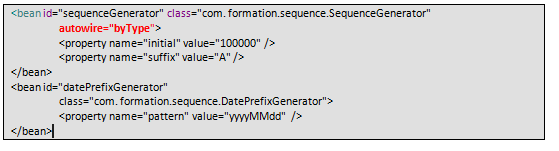 <bean id="sequenceGenerator" class="com. formation.sequence.SequenceGenerator"
autowire="byType">
<property name="initial" value="100000" />
<property name="suffix" value="A" />
</bean>
<bean id="datePrefixGenerator"
class="com. formation.sequence.DatePrefixGenerator">
<property name="pattern" value="yyyyMMdd" />
</bean>